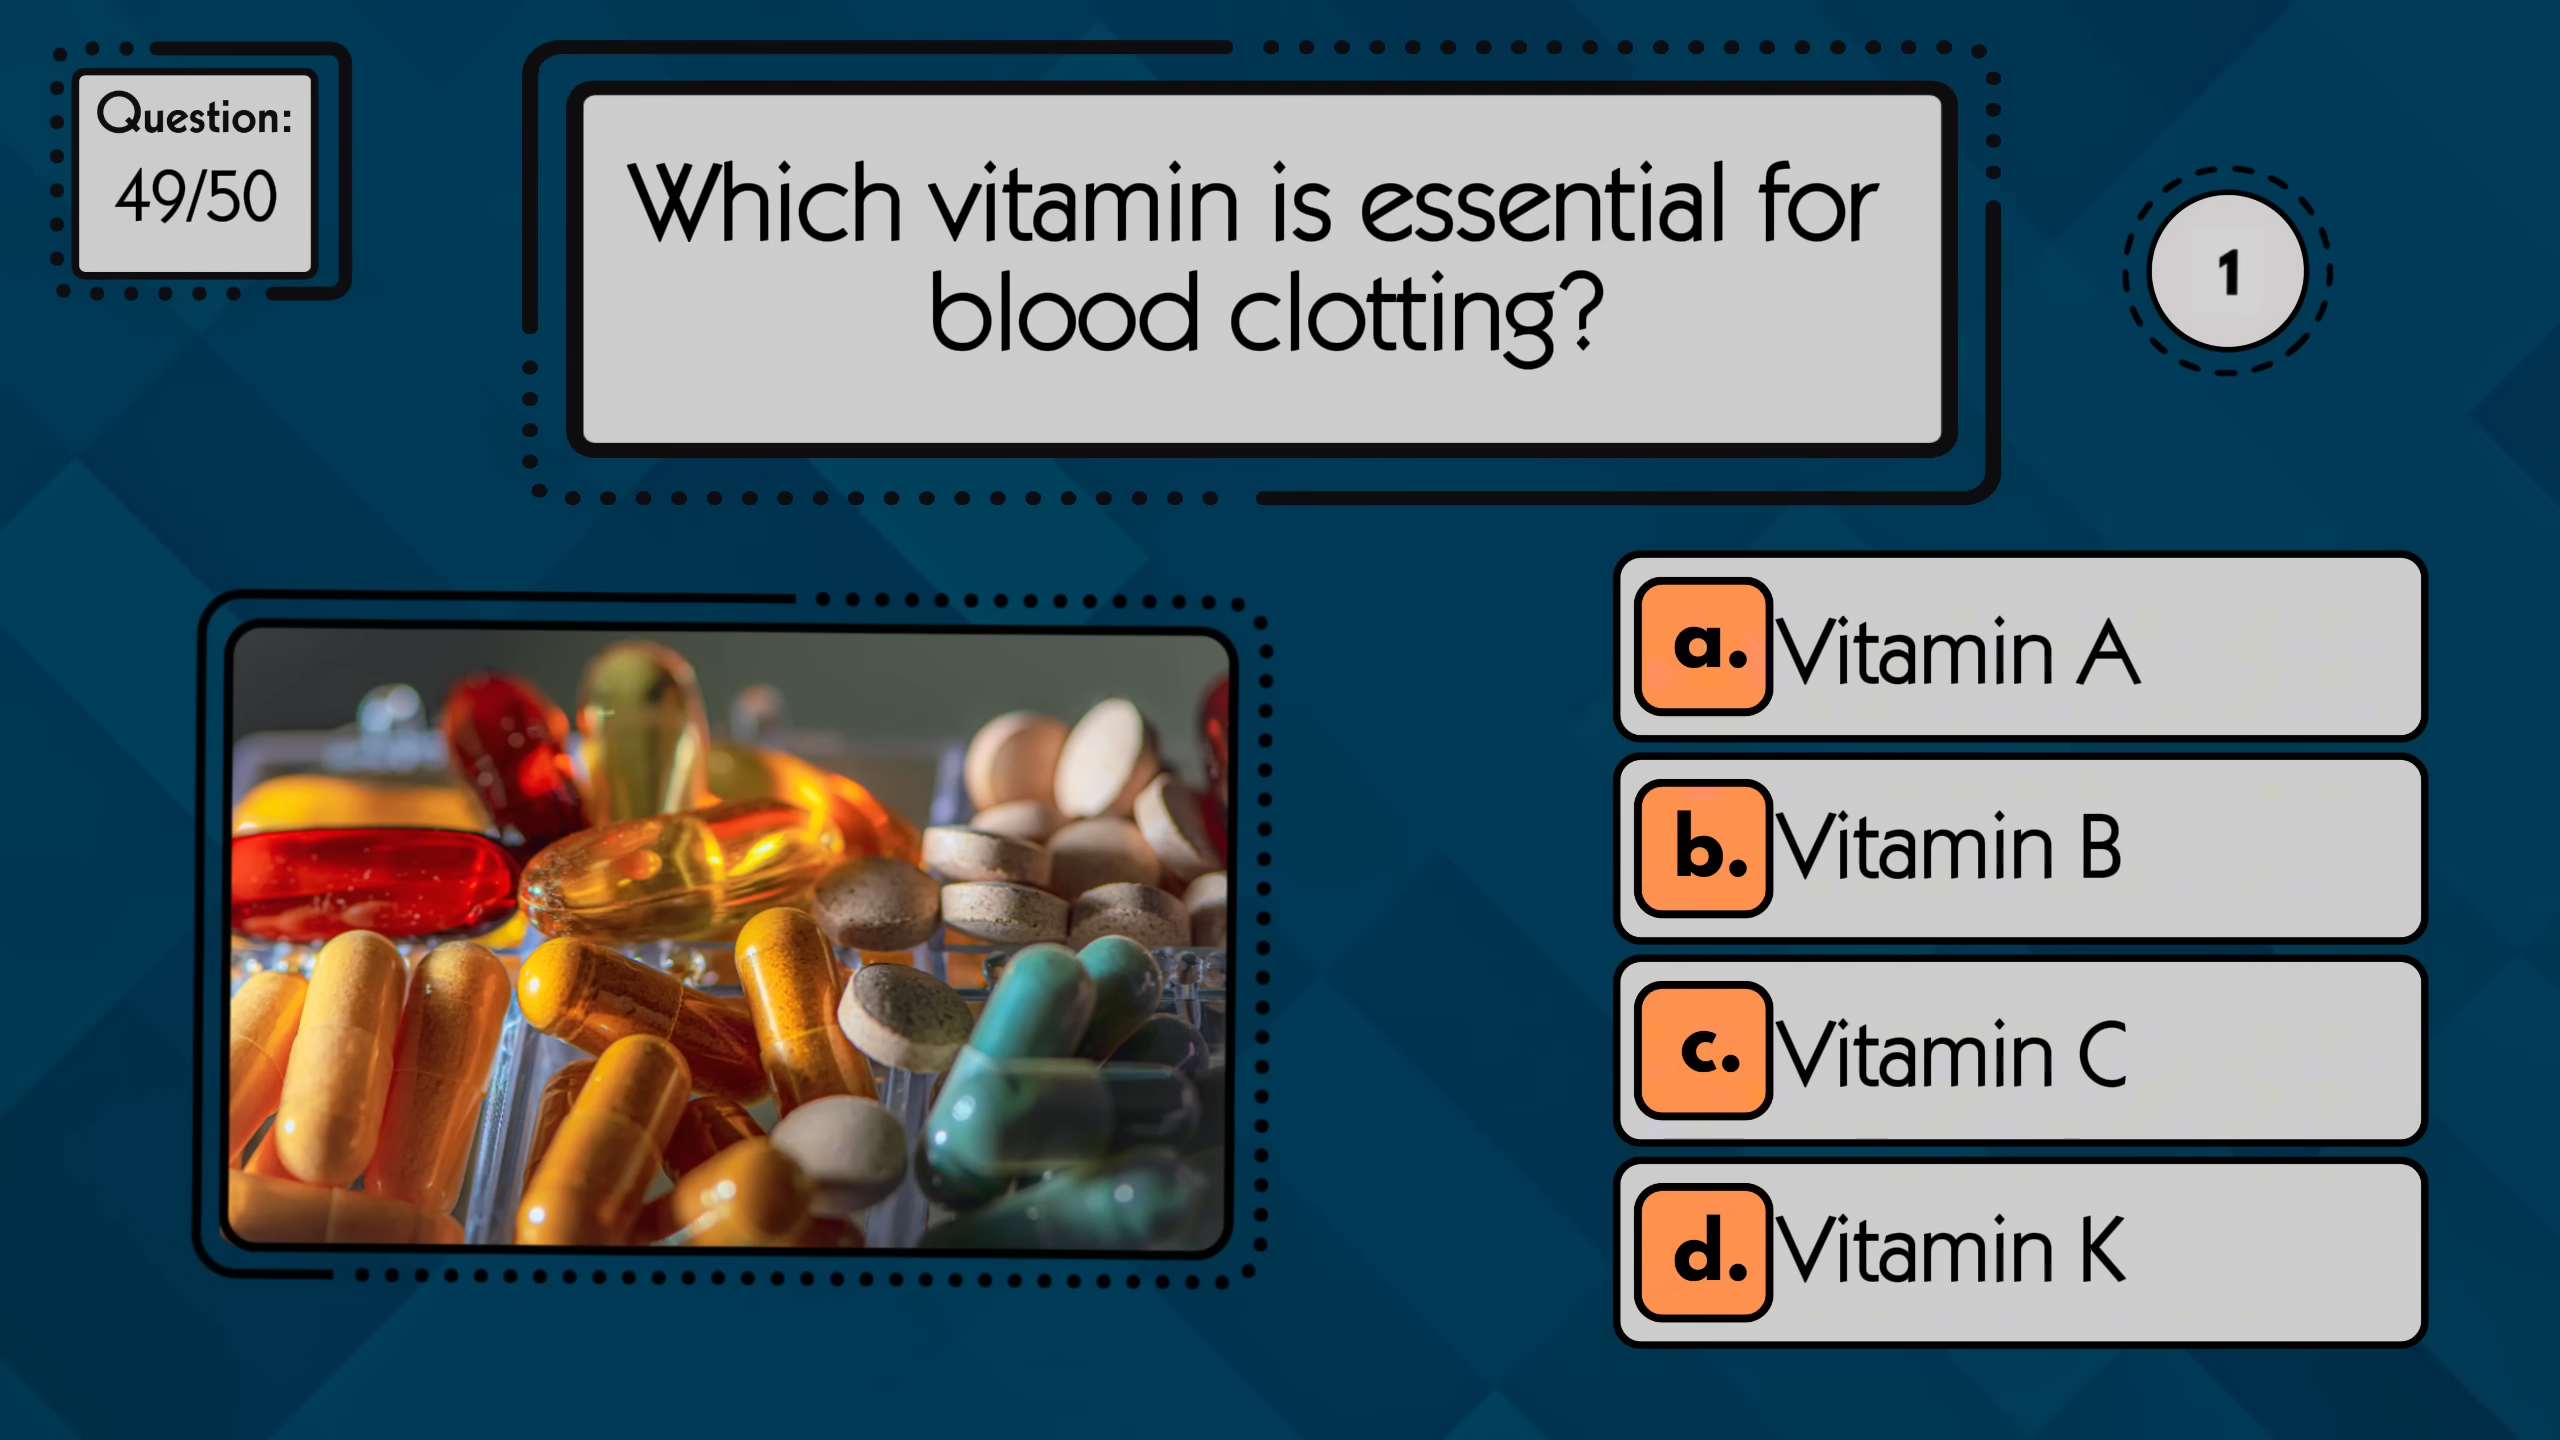 Question:
49/50
Which vitamin is essential for
blood clotting?
1
a. Vitamin A
b. Vitamin B
c. Vitamin C
d. Vitamin K